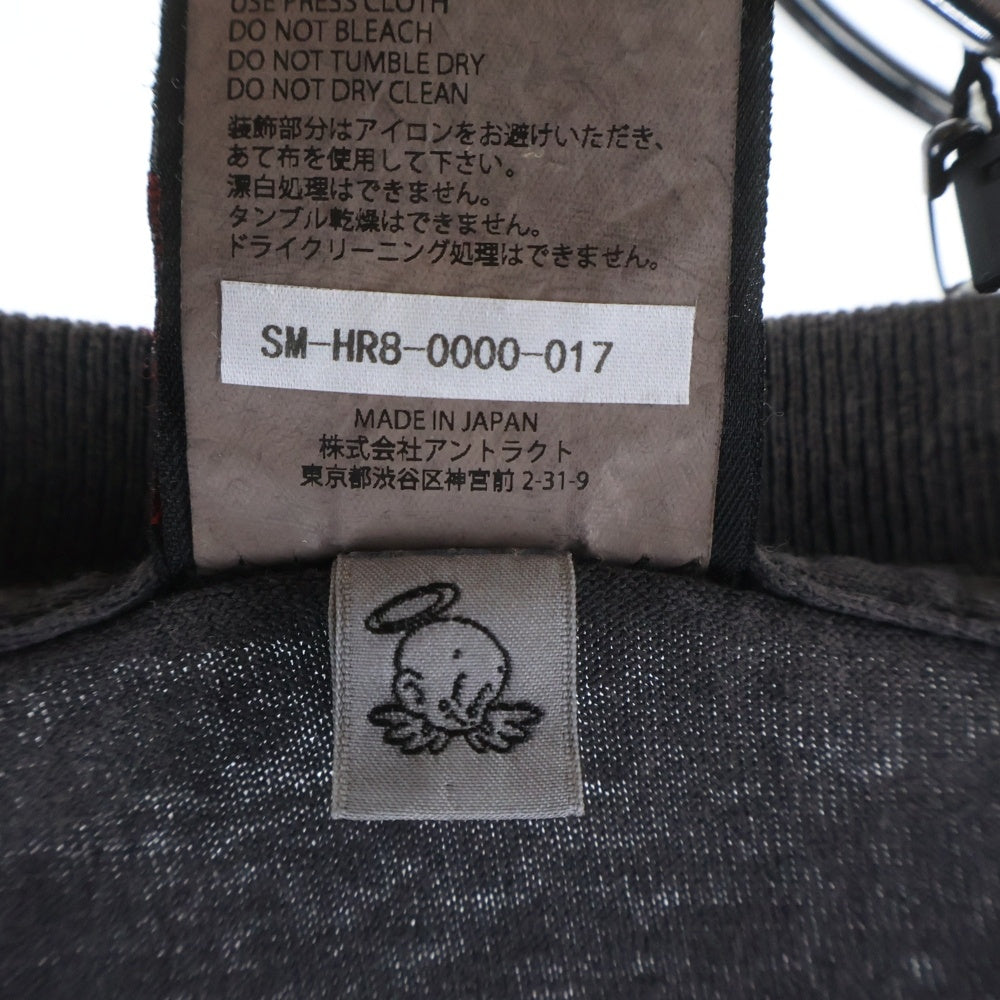 USE PRESS CLOTH
DO NOT BLEACH
DO NOT TUMBLE DRY
DO NOT DRY CLEAN
装飾部分はアイロンをお避けいただき、
あて布を使用して下さい。
漂白処理はできません。
タンブル乾燥はできません。
ドライクリーニング処理はできません。
SM-HR8-0000-017
MADE IN JAPAN
株式会社アントラクト
東京都渋谷区神宮前 2-31-9